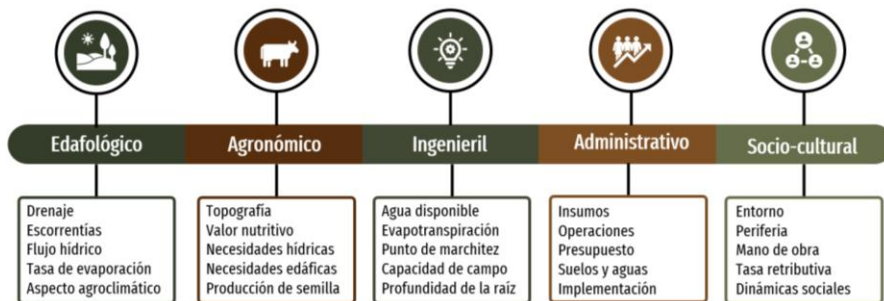 Edafológico
Agronómico
Ingenieril
Administrativo
Socio-cultural
Drenaje
Escorrentías
Flujo hídrico
Tasa de evaporación
Aspecto agroclimático
Topografía
Valor nutritivo
Necesidades hídricas
Necesidades edáficas
Producción de semilla
Agua disponible
Evapotranspiración
Punto de marchitez
Capacidad de campo
Profundidad de la raíz
Insumos
Operaciones
Presupuesto
Suelos y aguas
Implementación
Entorno
Periferia
Mano de obra
Tasa retributiva
Dinámicas sociales